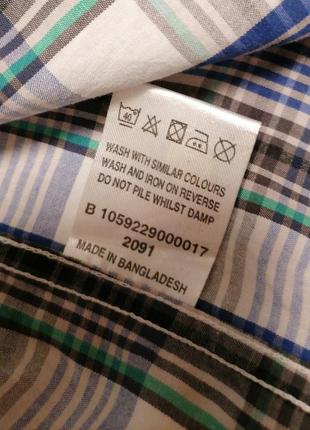 40
WASH WITH SIMILAR COLOURS
WASH AND IRON ON REVERSE
DO NOT PILE WHILST DAMP
B 1059229000017
2091
MADE IN BANGLADESH